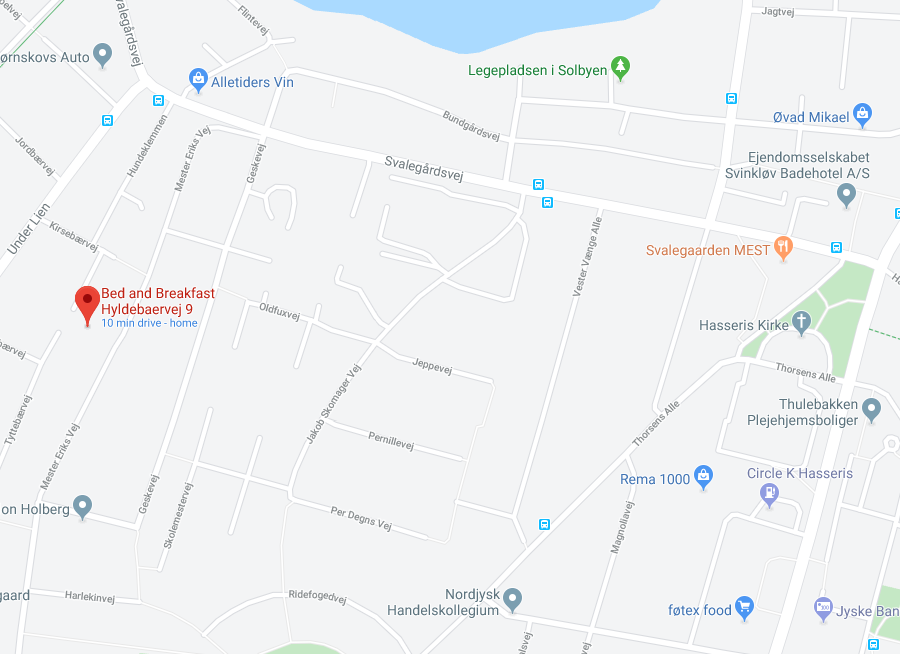 Jagtvej
Flintevej
Svalegårdsvej
ørnskovs Auto
Legepladsen i Solbyen
Alletiders Vin
Øvad Mikael
Bundgårdsvej
Jordbærvej
Hundeklemmen
Mester Eriks Vej
Geskevej
Svalegårdsvej
Ejendomsselskabet
Svinkløv Badehotel A/S
Under Lien
Kirsebærvej
Vester Vænge Alle
Svalegaarden MEST
Bed and Breakfast
Hyldebaervej 9
10 min drive - home
Oldfuxvej
Hasseris Kirke
Jeppevej
Thorsens Alle
Tyttebærvej
Jakob Skomager Vej
Thorsens Alle
Thulebakken
Plejehjemsboliger
Mester Eriks Vej
Pernillevej
Rema 1000
Circle K Hasseris
Geskevej
Skolemestervej
on Holberg
Per Degns Vej
Magnoliavej
gaard
Harlekinvej
Ridefogedvej
Nordjysk
Handelskollegium
føtex food
Jyske Ban